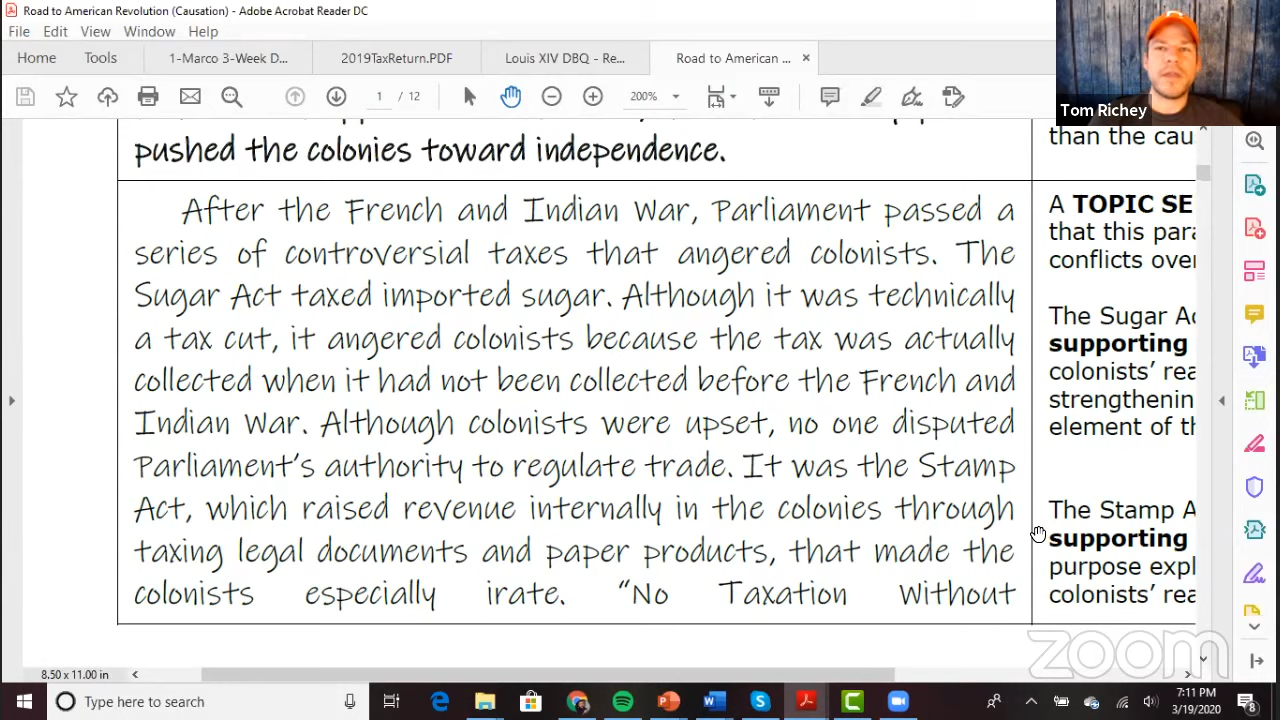 Road to American Revolution (Causation) - Adobe Acrobat Reader DC
File Edit View Window Help
Home Tools 1-Marco 3-Week D... 2019TaxReturn.PDF Louis XIV DBQ - Re... Road to American ... ×
1 / 12 200%
Tom Richey
pushed the colonies toward independence.
than the cau
After the French and Indian War, Parliament passed a
series of controversial taxes that angered colonists. The
Sugar Act taxed imported sugar. Although it was technically
a tax cut, it angered colonists because the tax was actually
collected when it had not been collected before the French and
Indian War. Although colonists were upset, no one disputed
Parliament's authority to regulate trade. It was the Stamp
Act, which raised revenue internally in the colonies through
taxing legal documents and paper products, that made the
colonists especially irate. "No Taxation Without
A TOPIC SE
that this para
conflicts over
The Sugar Ac
supporting
colonists' rea
strengthenin
element of th
The Stamp A
supporting
purpose expl
colonists' rea
zoom
8.50 x 11.00 in
Type here to search
7:11 PM
3/19/2020
8